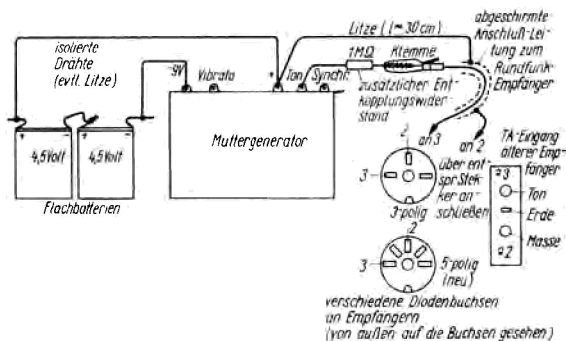 isolierte
Drähte
(evtl. Litze)
-9V
Vibrato
+
Ton
Synchr.
Muttergenerator
+
-
+
-
4,5 Volt
4,5 Volt
Flachbatterien
Litze (l≈30 cm)
1MΩ
Klemme
zusätzlicher Ent-
kopplungswider-
stand
abgeschirmte
Anschluß-Lei-
tung zum
Rundfunk-
Empfänger
an 3
an 2
2
3
3-polig
über ent-
spr. Stek-
ker an-
schließen
TA-Eingang
älterer Emp-
fänger
3
Ton
Erde
Masse
2
2
3
5-polig
(neu)
verschiedene Diodenbuchsen
an Empfängern
(von außen auf die Buchsen gesehen)